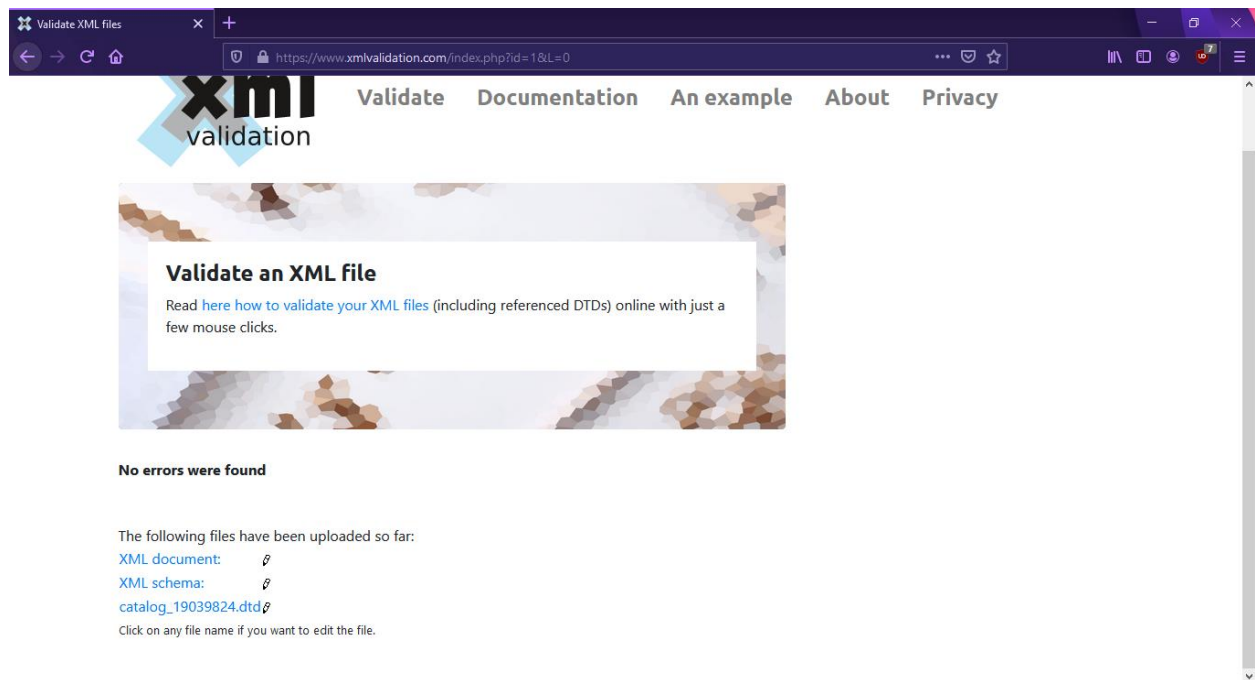 Validate XML files
https://www.xmlvalidation.com/index.php?id=1&L=0
7
xml
validation
Validate Documentation An example About Privacy
Validate an XML file
Read here how to validate your XML files (including referenced DTDs) online with just a
few mouse clicks.
No errors were found
The following files have been uploaded so far:
XML document:
XML schema:
catalog_19039824.dtd
Click on any file name if you want to edit the file.